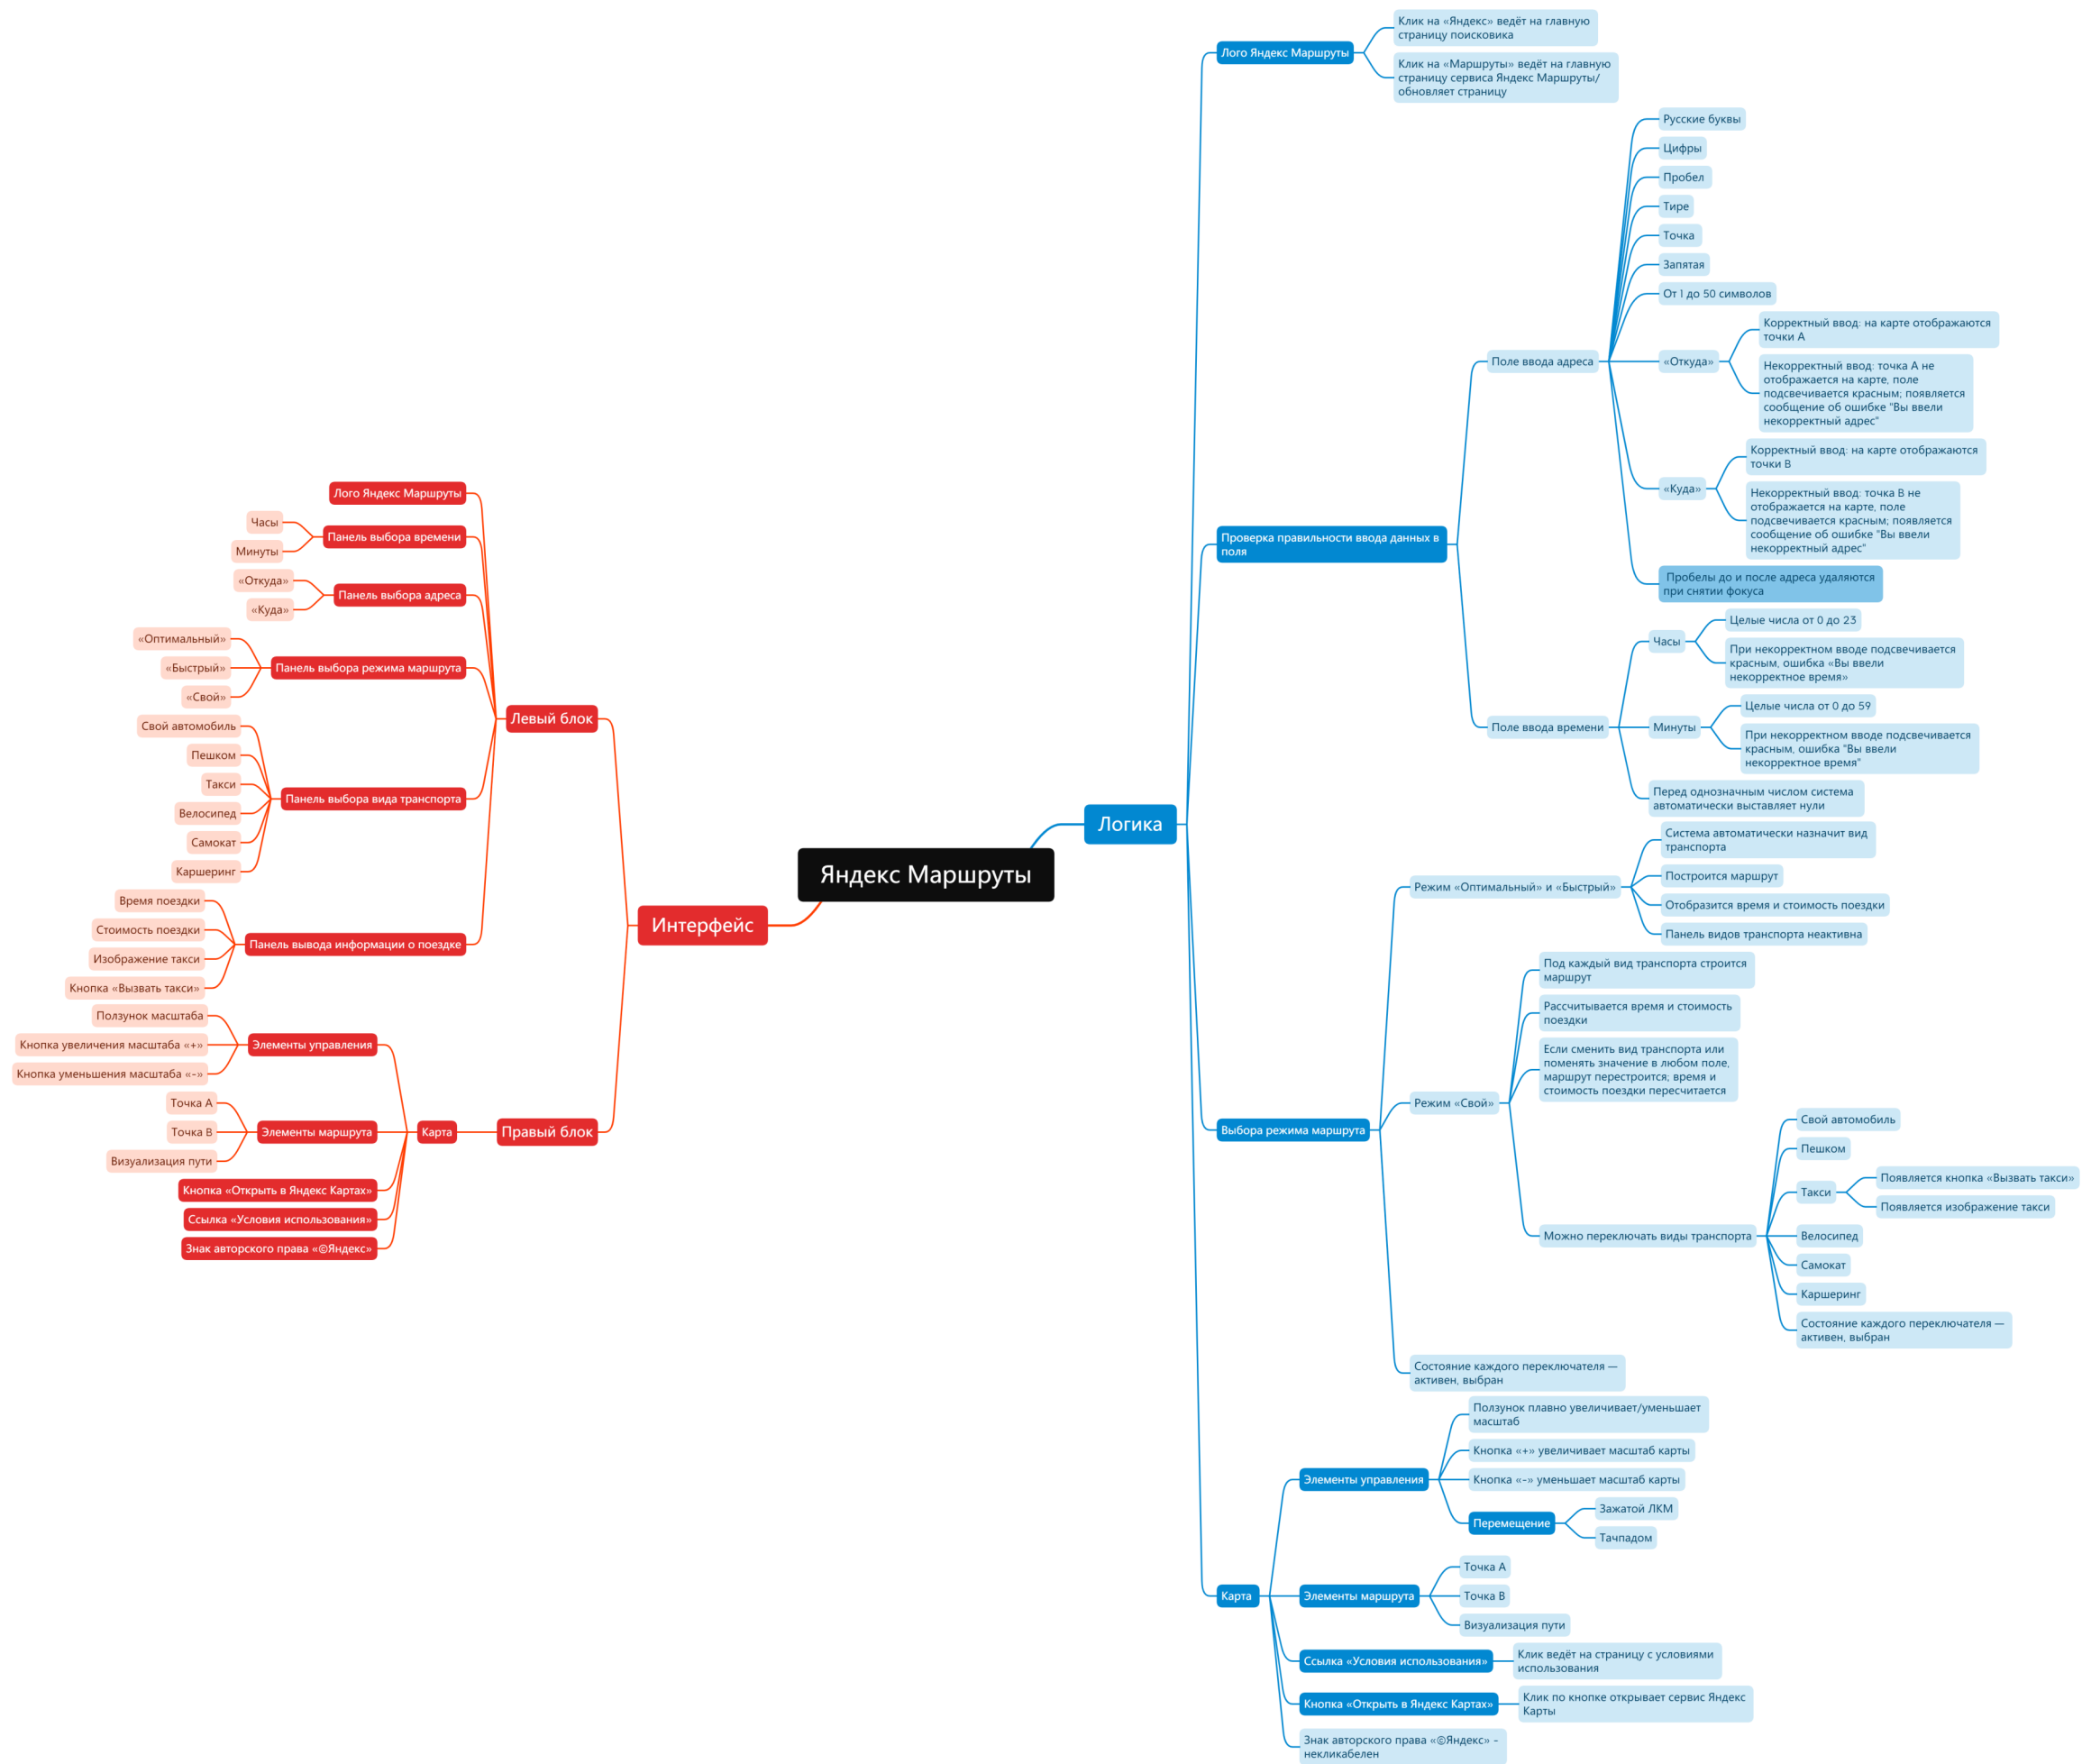 Яндекс Маршруты
Интерфейс
Левый блок
Лого Яндекс Маршруты
Панель выбора времени
Часы
Минуты
Панель выбора адреса
«Откуда»
«Куда»
Панель выбора режима маршрута
«Оптимальный»
«Быстрый»
«Свой»
Панель выбора вида транспорта
Свой автомобиль
Пешком
Такси
Велосипед
Самокат
Каршеринг
Панель вывода информации о поездке
Время поездки
Стоимость поездки
Изображение такси
Кнопка «Вызвать такси»
Правый блок
Карта
Элементы управления
Ползунок масштаба
Кнопка увеличения масштаба «+»
Кнопка уменьшения масштаба «-»
Элементы маршрута
Точка А
Точка В
Визуализация пути
Кнопка «Открыть в Яндекс Картах»
Ссылка «Условия использования»
Знак авторского права «©Яндекс»
Логика
Лого Яндекс Маршруты
Клик на «Яндекс» ведёт на главную
страницу поисковика
Клик на «Маршруты» ведёт на главную
страницу сервиса Яндекс Маршруты/
обновляет страницу
Проверка правильности ввода данных в
поля
Поле ввода адреса
Русские буквы
Цифры
Пробел
Тире
Точка
Запятая
От 1 до 50 символов
«Откуда»
Корректный ввод: на карте отображаются
точки А
Некорректный ввод: точка А не
отображается на карте, поле
подсвечивается красным; появляется
сообщение об ошибке "Вы ввели
некорректный адрес"
«Куда»
Корректный ввод: на карте отображаются
точки В
Некорректный ввод: точка В не
отображается на карте, поле
подсвечивается красным; появляется
сообщение об ошибке "Вы ввели
некорректный адрес"
Пробелы до и после адреса удаляются
при снятии фокуса
Поле ввода времени
Часы
Целые числа от 0 до 23
При некорректном вводе подсвечивается
красным, ошибка «Вы ввели
некорректное время»
Минуты
Целые числа от 0 до 59
При некорректном вводе подсвечивается
красным, ошибка "Вы ввели
некорректное время"
Перед однозначным числом система
автоматически выставляет нули
Выбора режима маршрута
Режим «Оптимальный» и «Быстрый»
Система автоматически назначит вид
транспорта
Построится маршрут
Отобразится время и стоимость поездки
Панель видов транспорта неактивна
Режим «Свой»
Под каждый вид транспорта строится
маршрут
Рассчитывается время и стоимость
поездки
Если сменить вид транспорта или
поменять значение в любом поле,
маршрут перестроится; время и
стоимость поездки пересчитается
Можно переключать виды транспорта
Свой автомобиль
Пешком
Такси
Появляется кнопка «Вызвать такси»
Появляется изображение такси
Велосипед
Самокат
Каршеринг
Состояние каждого переключателя —
активен, выбран
Состояние каждого переключателя —
активен, выбран
Карта
Элементы управления
Ползунок плавно увеличивает/уменьшает
масштаб
Кнопка «+» увеличивает масштаб карты
Кнопка «-» уменьшает масштаб карты
Перемещение
Зажатой ЛКМ
Тачпадом
Элементы маршрута
Точка А
Точка В
Визуализация пути
Ссылка «Условия использования»
Клик ведёт на страницу с условиями
использования
Кнопка «Открыть в Яндекс Картах»
Клик по кнопке открывает сервис Яндекс
Карты
Знак авторского права «©Яндекс» -
некликабелен